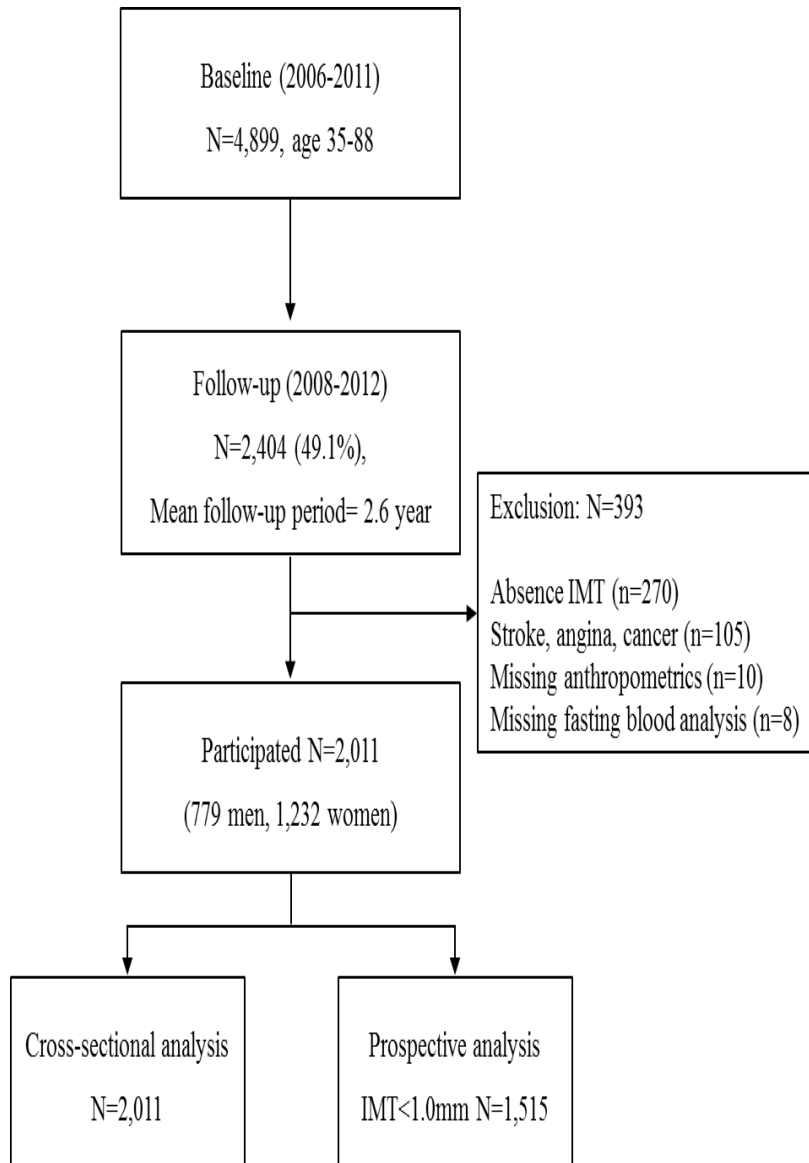 Baseline (2006-2011)
N=4,899, age 35-88
Follow-up (2008-2012)
N=2,404 (49.1%),
Mean follow-up period= 2.6 year
Exclusion: N=393
Absence IMT (n=270)
Stroke, angina, cancer (n=105)
Missing anthropometrics (n=10)
Missing fasting blood analysis (n=8)
Participated N=2,011
(779 men, 1,232 women)
Cross-sectional analysis
N=2,011
Prospective analysis
IMT<1.0mm N=1,515